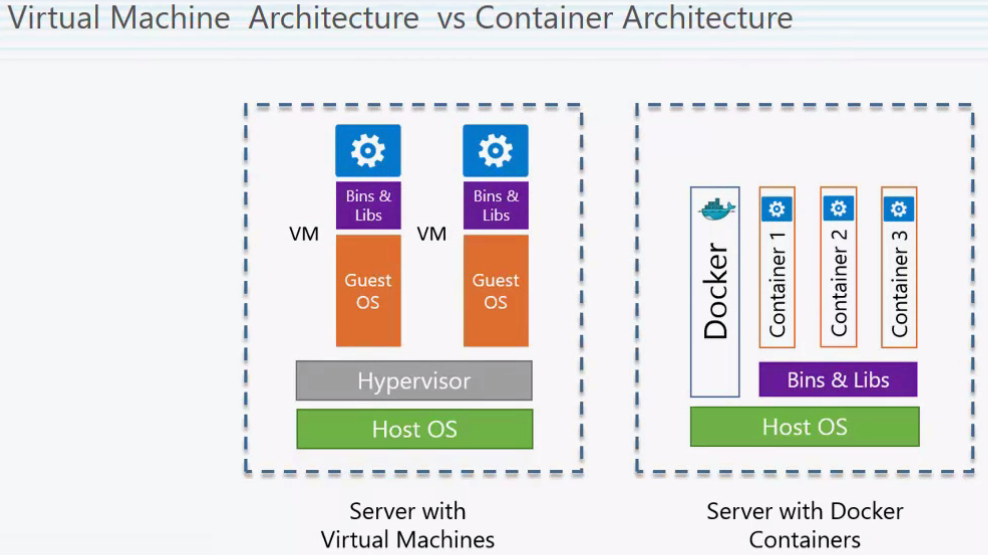 Virtual Machine Architecture vs Container Architecture
Bins &
Libs
Bins &
Libs
VM
VM
Guest
OS
Guest
OS
Hypervisor
Host OS
Server with
Virtual Machines
Docker
Container 1
Container 2
Container 3
Bins & Libs
Host OS
Server with Docker
Containers